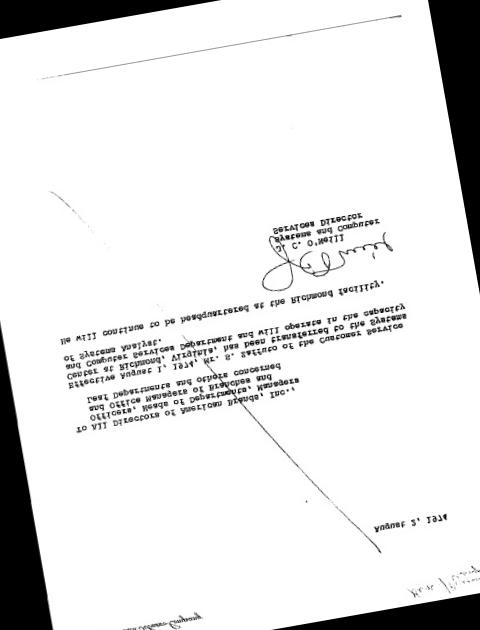 August 2, 1974
To All Directors of American Brands, Inc.,
Officers, Heads of Departments, Managers
and Office Managers of Branches and
Leaf Departments and Others concerned
Effective August 1, 1974, Mr. S. Saffuto of the Customer Service
Center at Richmond, Virginia, has been transferred to the Systems
and Computer Services Department and will operate in the capacity
of Systems Analyst.
He will continue to be headquartered at the Richmond facility.
J. C. O'Neill
Systems and Computer
Services Director